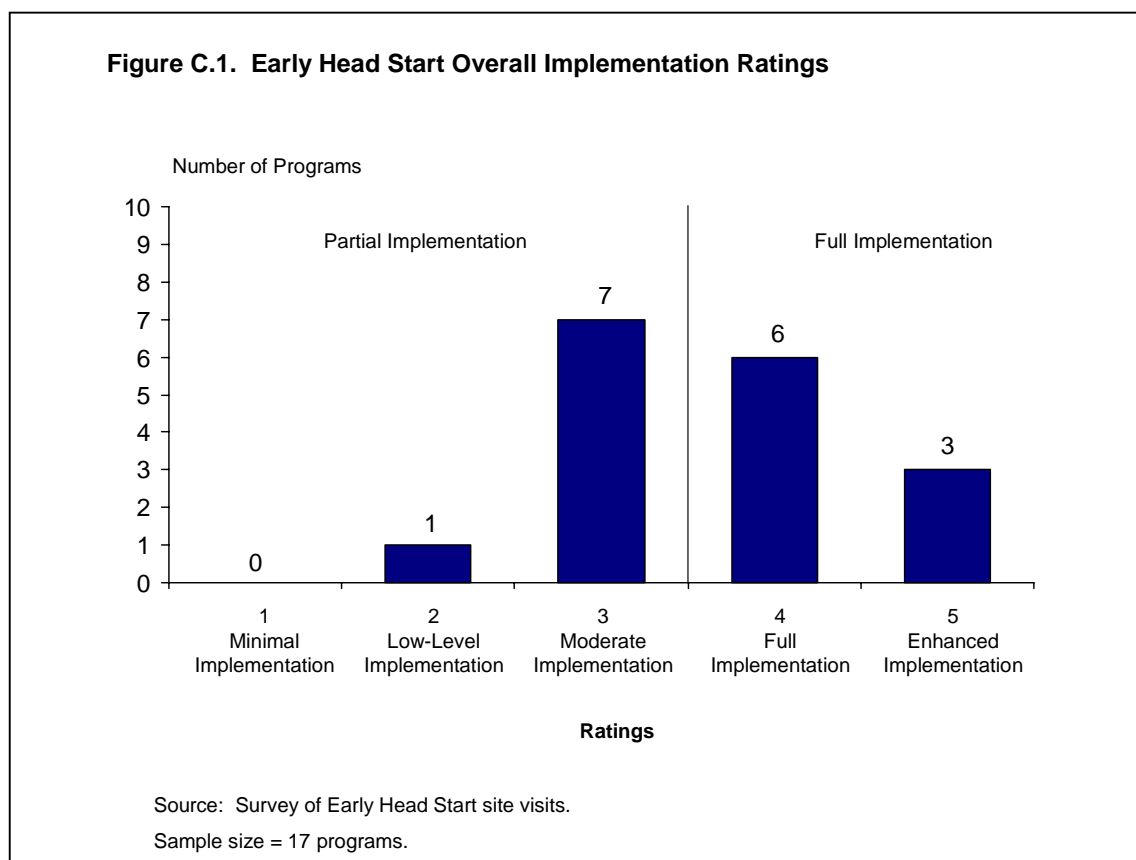 Figure C.1. Early Head Start Overall Implementation Ratings
Number of Programs
10
9
8
7
6
5
4
3
2
1
0
Partial Implementation
Full Implementation
0
1
7
6
3
1
Minimal
Implementation
2
Low-Level
Implementation
3
Moderate
Implementation
4
Full
Implementation
5
Enhanced
Implementation
Ratings
Source: Survey of Early Head Start site visits.
Sample size = 17 programs.